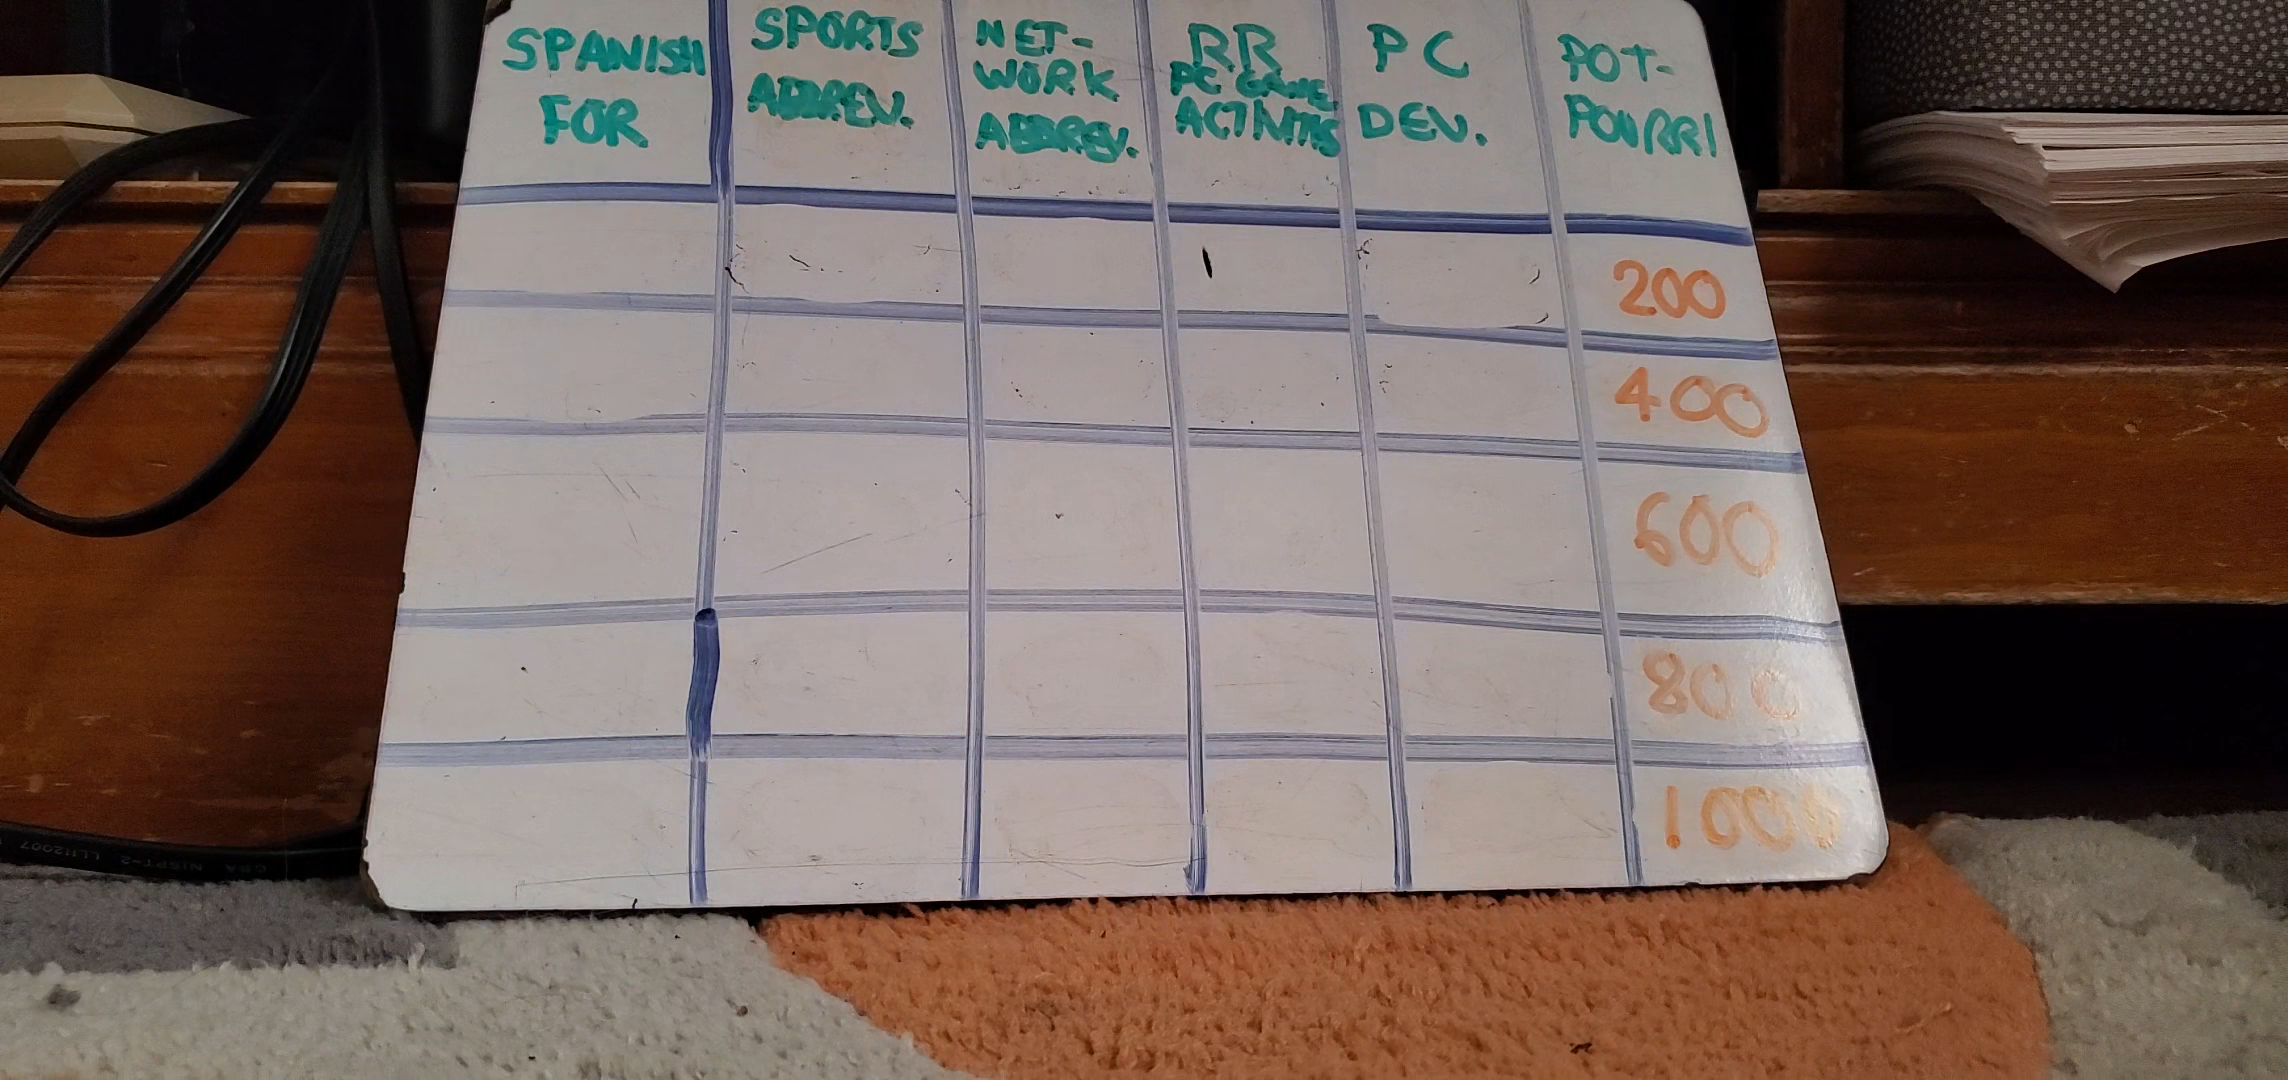 SPANISH
FOR
SPORTS
ABBREV.
NET-
WORK
ABBREV.
RR
PC GAME
ACTIVITIS
PC
DEV.
POT-
POURRI
200
400
600
800
1000